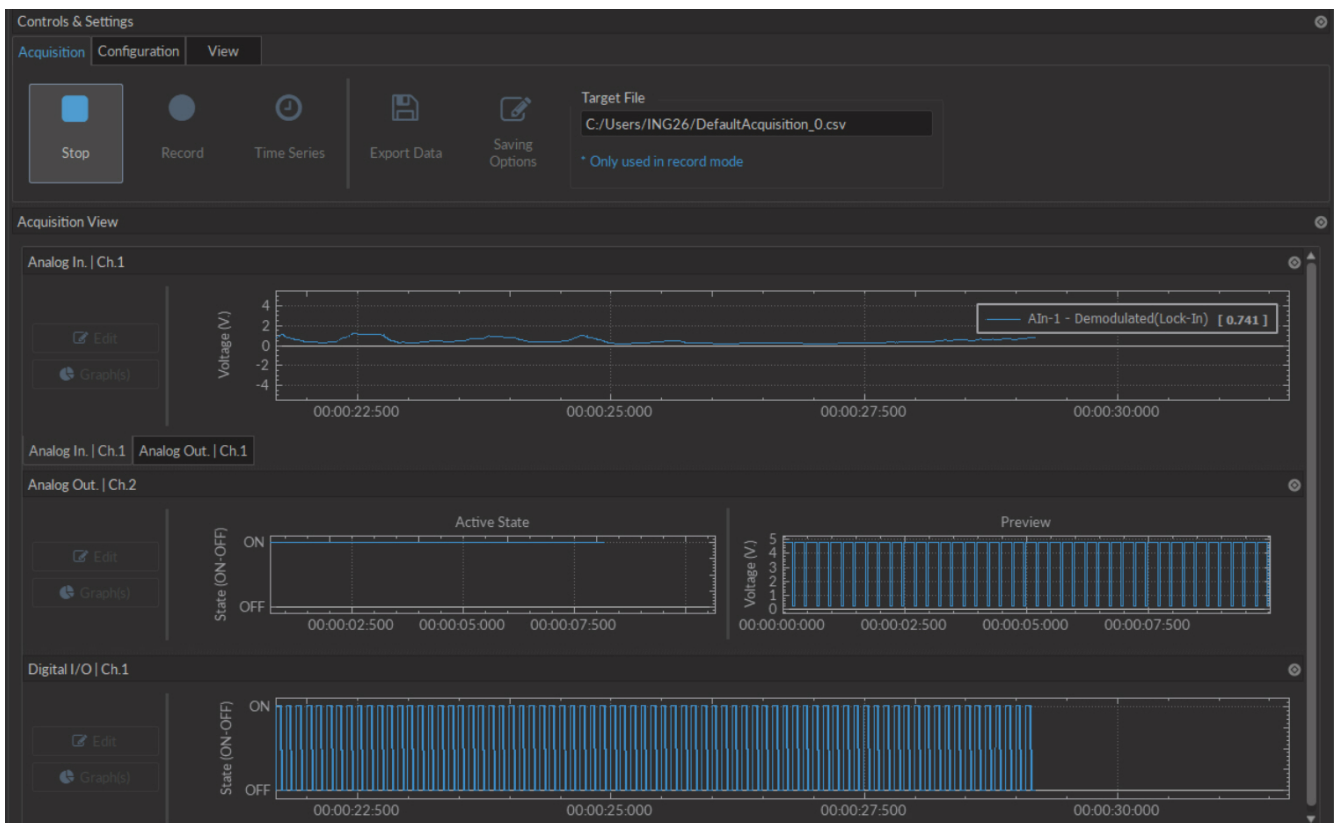 Controls & Settings
Acquisition Configuration View
Stop Record Time Series Export Data Saving Options
Target File
C:/Users/ING26/DefaultAcquisition_0.csv
* Only used in record mode
Acquisition View
Analog In. | Ch.1
Edit
Graph(s)
Voltage (V.)
4
2
0
-2
-4
AIn-1 - Demodulated(Lock-In) [ 0.741 ]
00:00:22:500 00:00:25:000 00:00:27:500 00:00:30:000
Analog In. | Ch.1 Analog Out. | Ch.1
Analog Out. | Ch.2
Edit
Graph(s)
Active State
State (ON-OFF)
ON
OFF
00:00:02:500 00:00:05:000 00:00:07:500
Preview
Voltage (V.)
5
4
3
2
1
0
00:00:00:000 00:00:02:500 00:00:05:000 00:00:07:500
Digital I/O | Ch.1
Edit
Graph(s)
State (ON-OFF)
ON
OFF
00:00:22:500 00:00:25:000 00:00:27:500 00:00:30:000